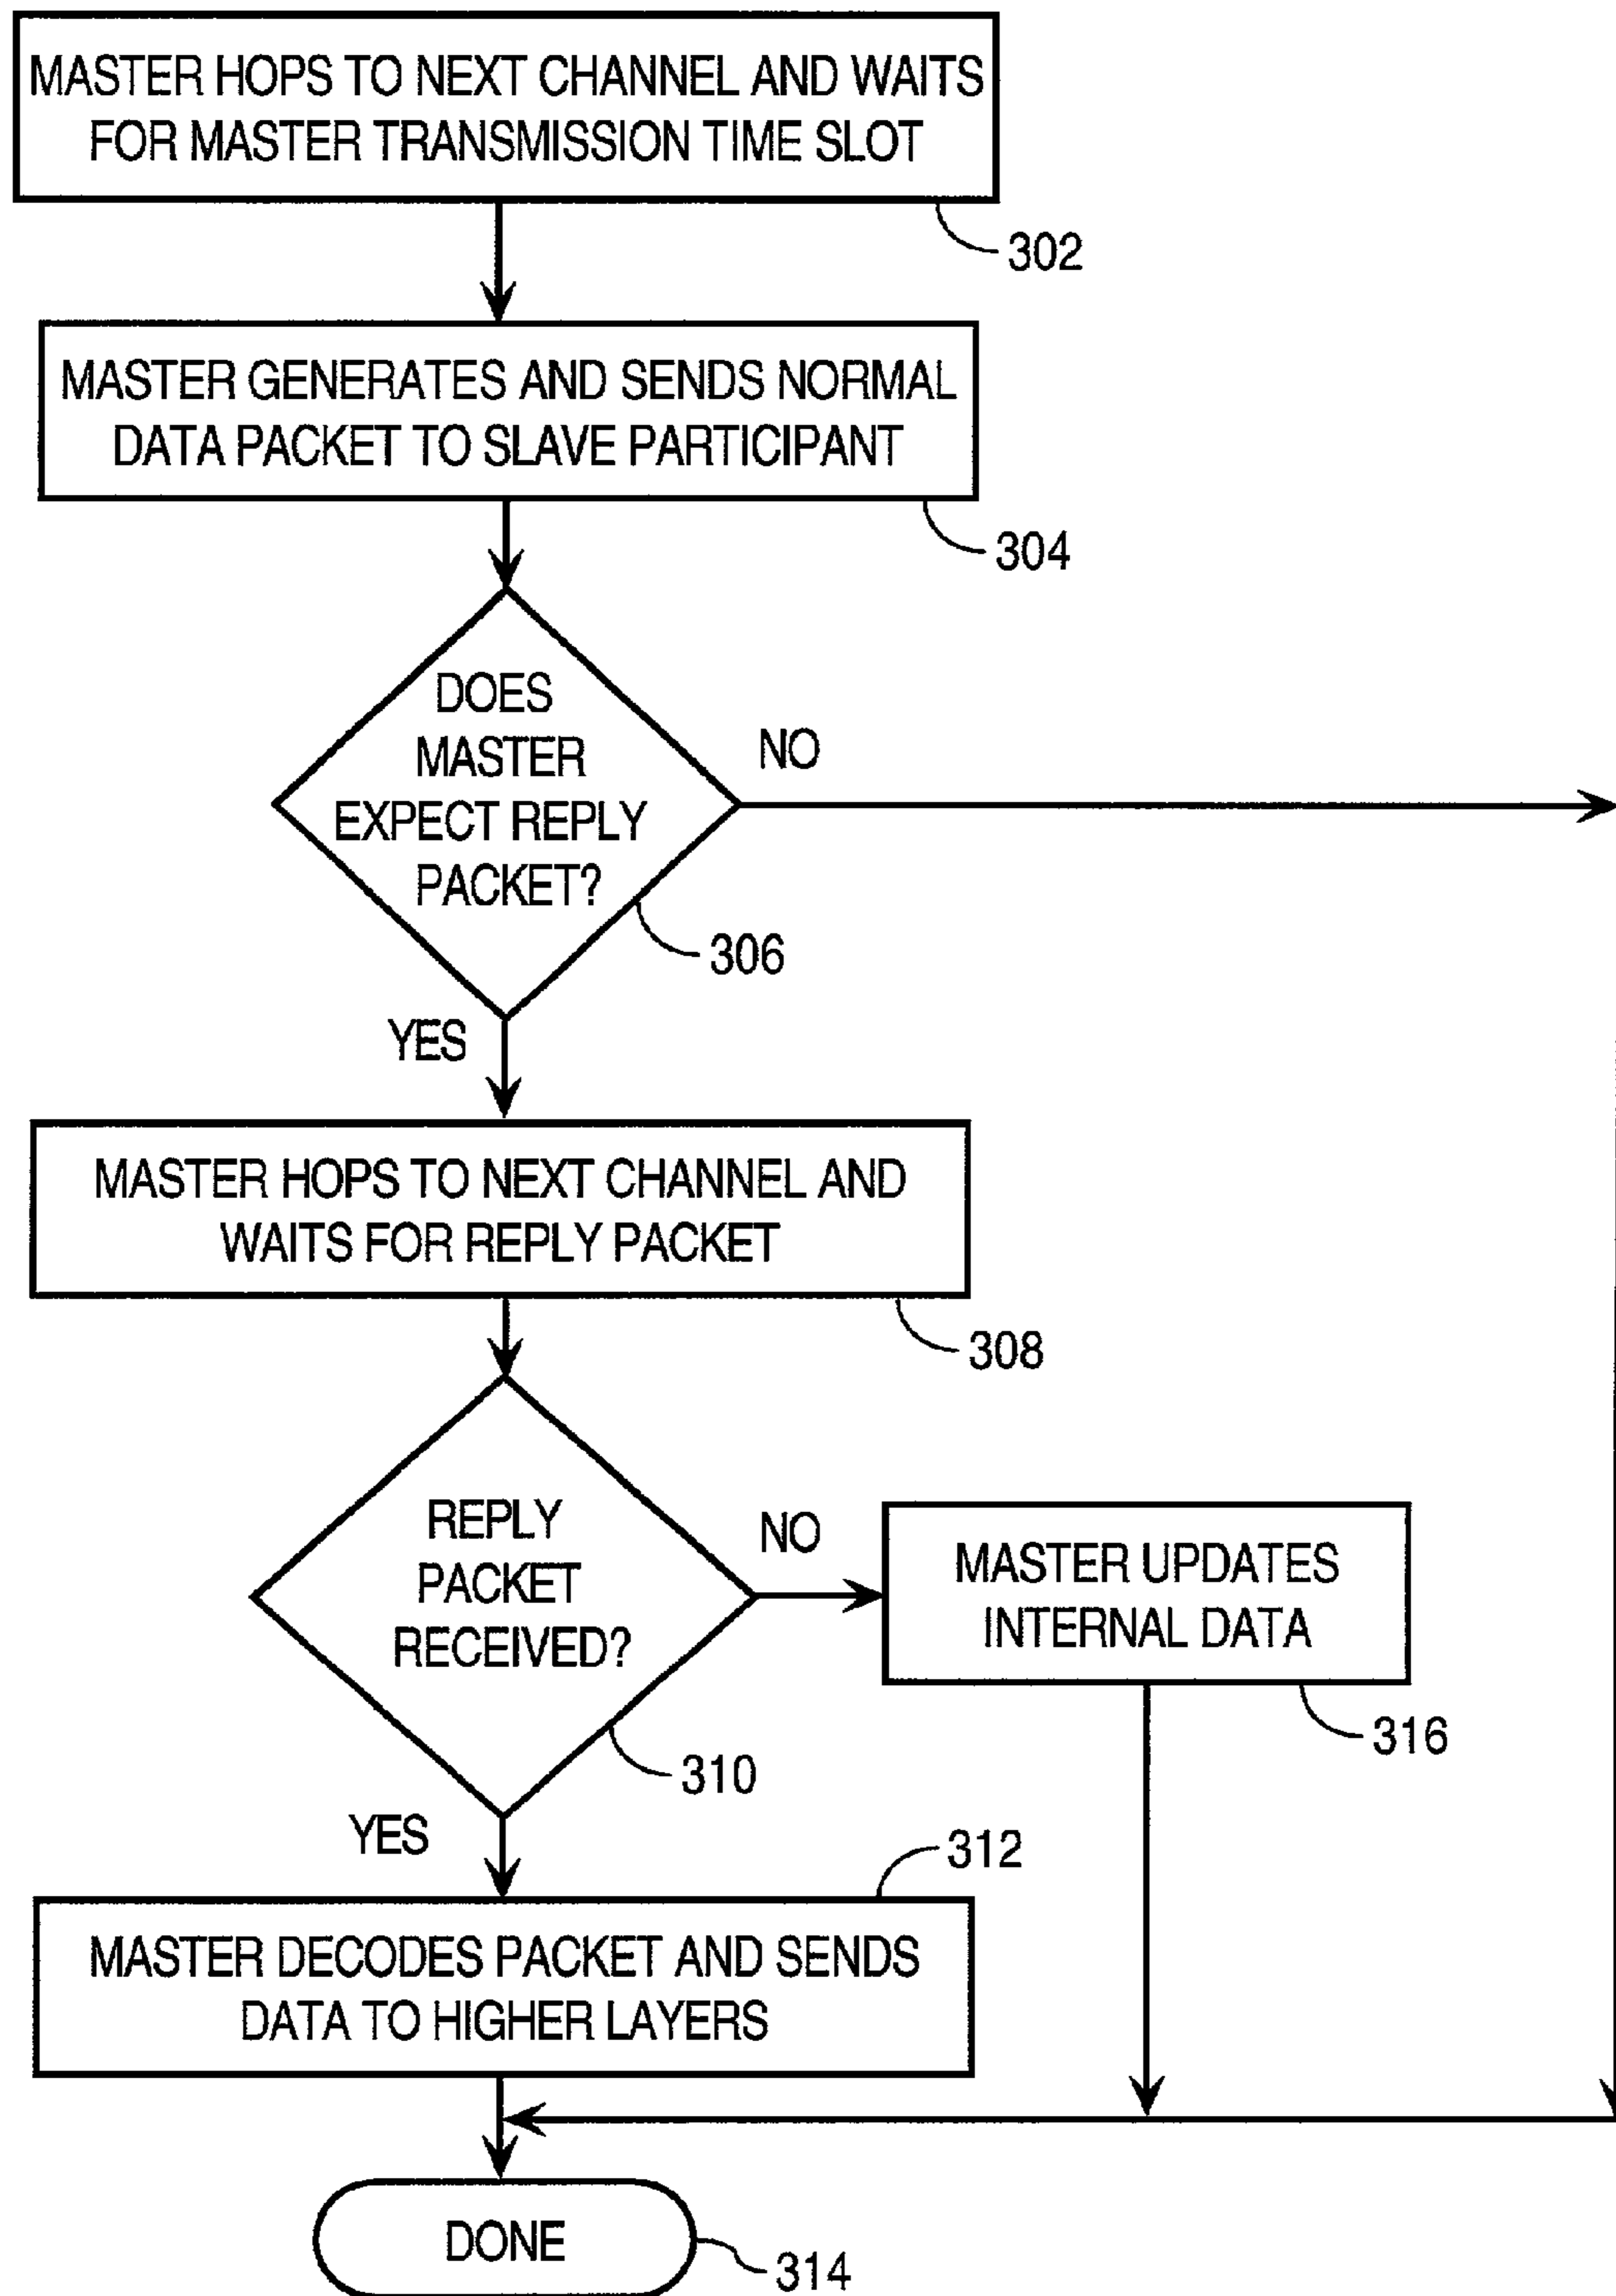 MASTER HOPS TO NEXT CHANNEL AND WAITS
FOR MASTER TRANSMISSION TIME SLOT
302
MASTER GENERATES AND SENDS NORMAL
DATA PACKET TO SLAVE PARTICIPANT
304
DOES
MASTER
EXPECT REPLY
PACKET?
NO
306
YES
MASTER HOPS TO NEXT CHANNEL AND
WAITS FOR REPLY PACKET
308
REPLY
PACKET
RECEIVED?
NO
MASTER UPDATES
INTERNAL DATA
316
310
YES
312
MASTER DECODES PACKET AND SENDS
DATA TO HIGHER LAYERS
DONE
314